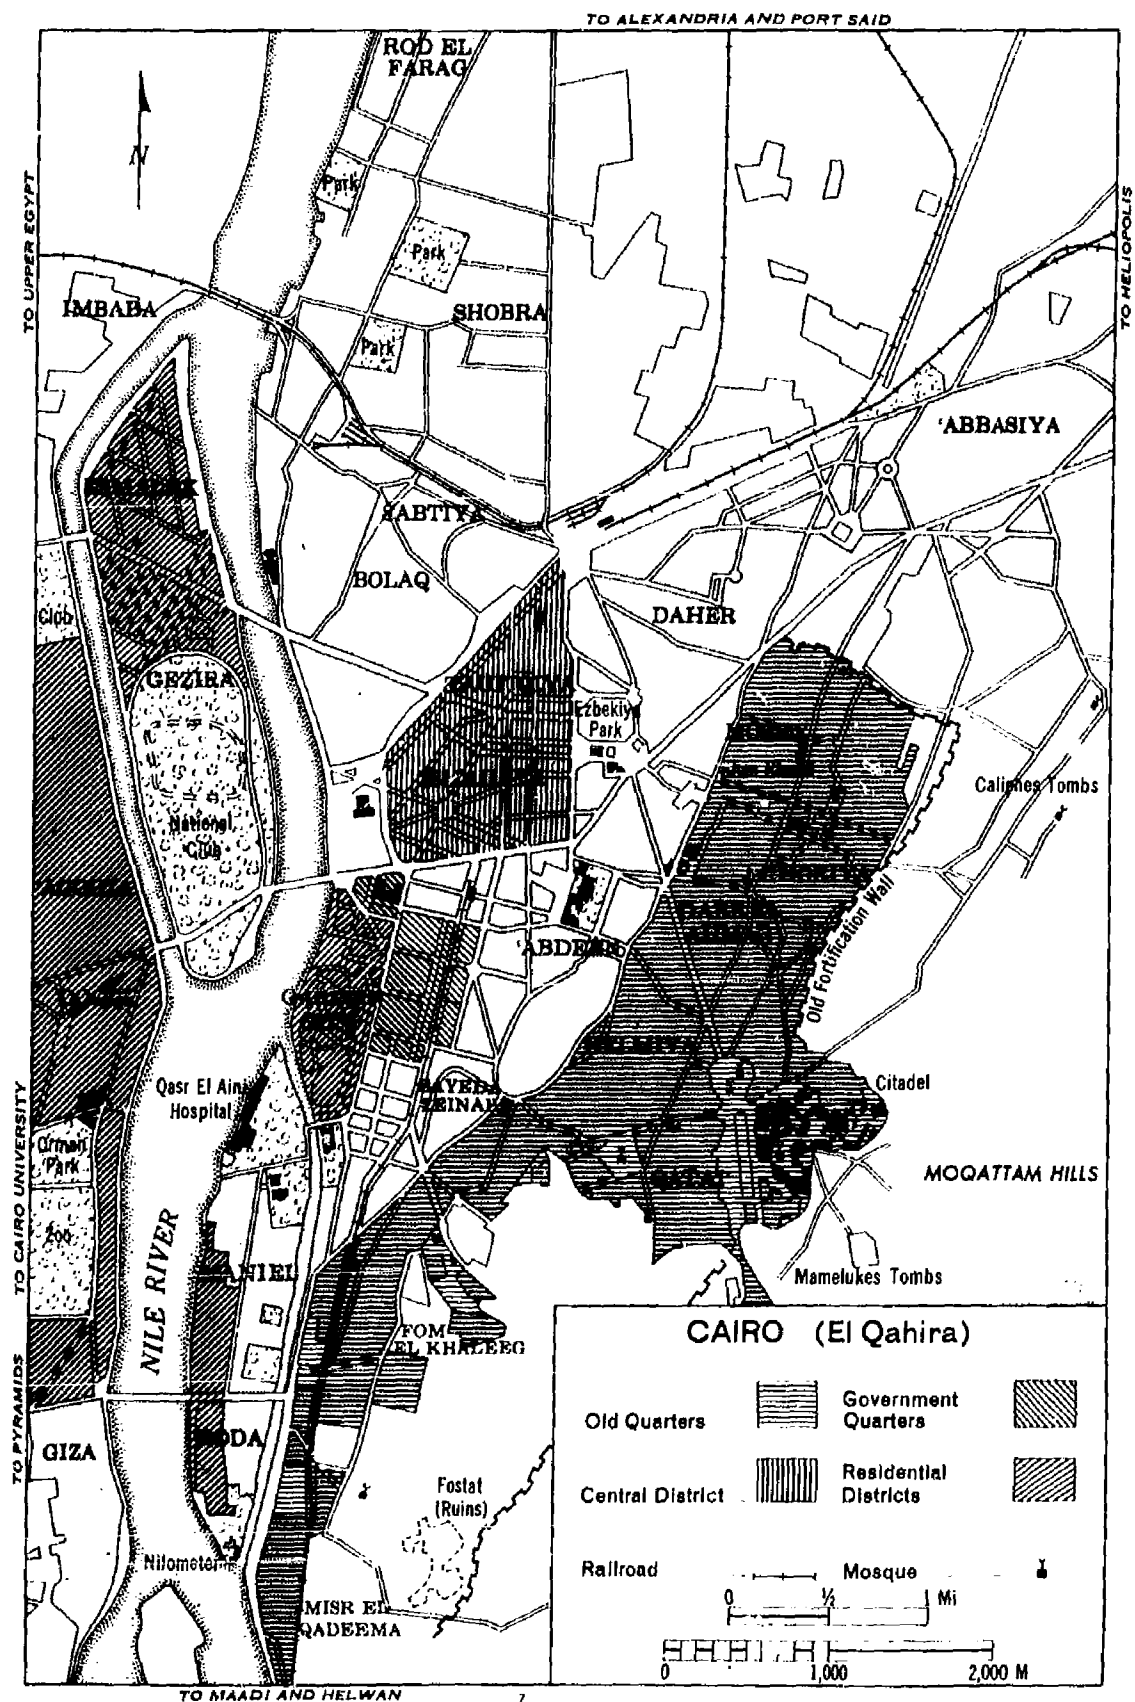 TO ALEXANDRIA AND PORT SAID
ROD EL
FARAG
N
Park
TO UPPER EGYPT
Park
TO HELIOPOLIS
IMBABA
SHOBRA
Park
'ABBASIYA
SABTIYA
BOLAQ
Club
DAHER
GEZIRA
Ezbekiya
Park
Caliphes Tombs
National
Club
'ABDEEN
Old Fortification Wall
Qasr El Aini
Hospital
SAYEDA
ZEINAB
Citadel
TO CAIRO UNIVERSITY
Orman
Park
MOQATTAM HILLS
Zoo
NILE RIVER
MANIEL
Mamelukes Tombs
FOM
EL KHALEEG
TO PYRAMIDS
GIZA
RODA
Fostat
(Ruins)
Nilometer
MISR EL
QADEEMA
CAIRO (El Qahira)
Old Quarters
Government
Quarters
Central District
Residential
Districts
Railroad
Mosque
0 ½ 1 Mi
0 1,000 2,000 M
TO MAADI AND HELWAN
7